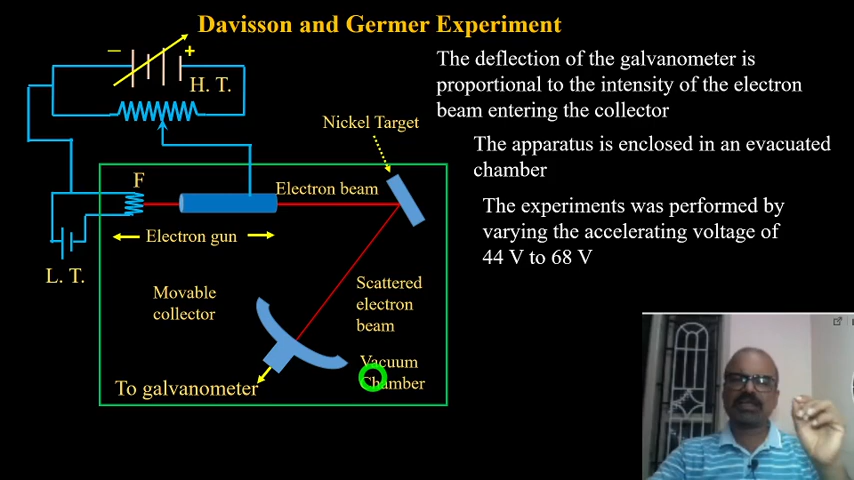 Davisson and Germer Experiment
The deflection of the galvanometer is
proportional to the intensity of the electron
beam entering the collector
The apparatus is enclosed in an evacuated
chamber
The experiments was performed by
varying the accelerating voltage of
44 V to 68 V
− +
H. T.
Nickel Target
F
Electron beam
Electron gun
L. T.
Movable
collector
Scattered
electron
beam
Vacuum
Chamber
To galvanometer